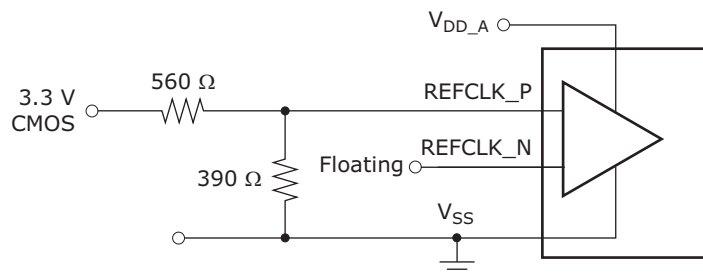 V_DD_A
560 Ω
3.3 V
CMOS
REFCLK_P
REFCLK_N
Floating
390 Ω
V_SS